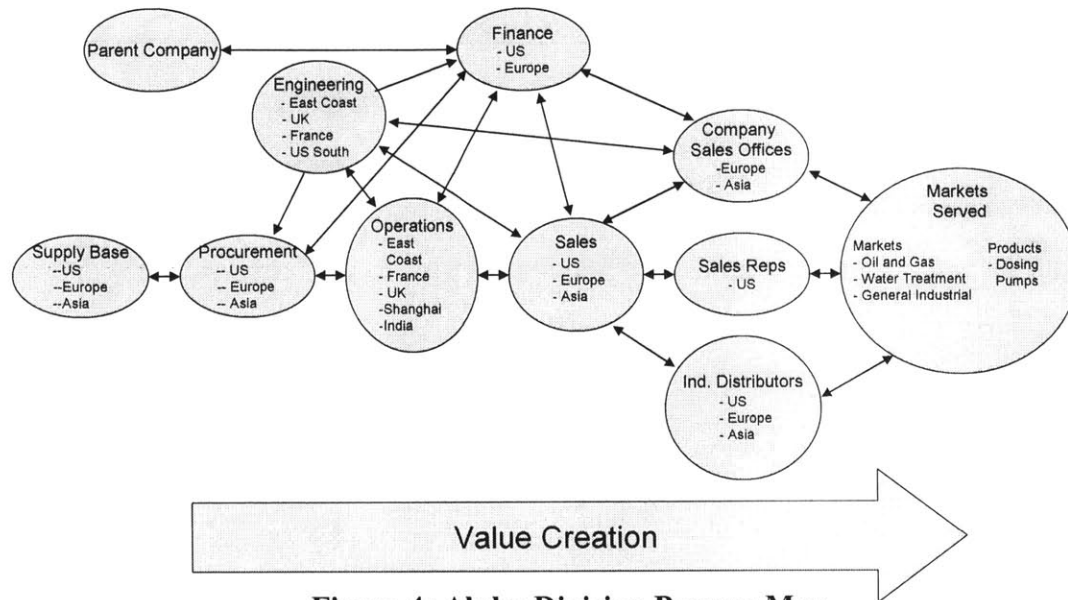 Parent Company
Finance
- US
- Europe
Engineering
- East Coast
- UK
- France
- US South
Company
Sales Offices
-Europe
- Asia
Markets
Served
Markets
- Oil and Gas
- Water Treatment
- General Industrial
Products
- Dosing
Pumps
Supply Base
--US
--Europe
--Asia
Procurement
-- US
-- Europe
-- Asia
Operations
- East
Coast
- France
- UK
-Shanghai
-India
Sales
- US
- Europe
- Asia
Sales Reps
- US
Ind. Distributors
- US
- Europe
- Asia
Value Creation